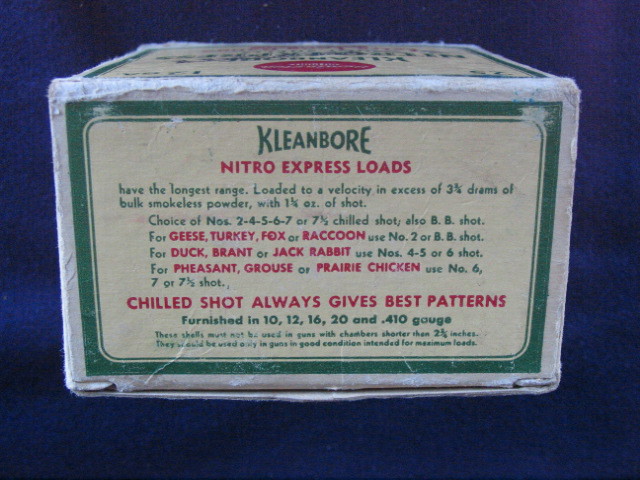 KLEANBORE
NITRO EXPRESS LOADS
have the longest range. Loaded to a velocity in excess of 3¾ drams of
bulk smokeless powder, with 1¼ oz. of shot.
Choice of Nos. 2-4-5-6-7 or 7½ chilled shot; also B.B. shot.
For GEESE, TURKEY, FOX or RACCOON use No. 2 or B.B. shot.
For DUCK, BRANT or JACK RABBIT use Nos. 4-5 or 6 shot.
For PHEASANT, GROUSE or PRAIRIE CHICKEN use No. 6,
7 or 7½ shot.
CHILLED SHOT ALWAYS GIVES BEST PATTERNS
Furnished in 10, 12, 16, 20 and .410 gauge
These shells must not be used in guns with chambers shorter than 2¾ inches.
They should be used only in guns in good condition intended for maximum loads.